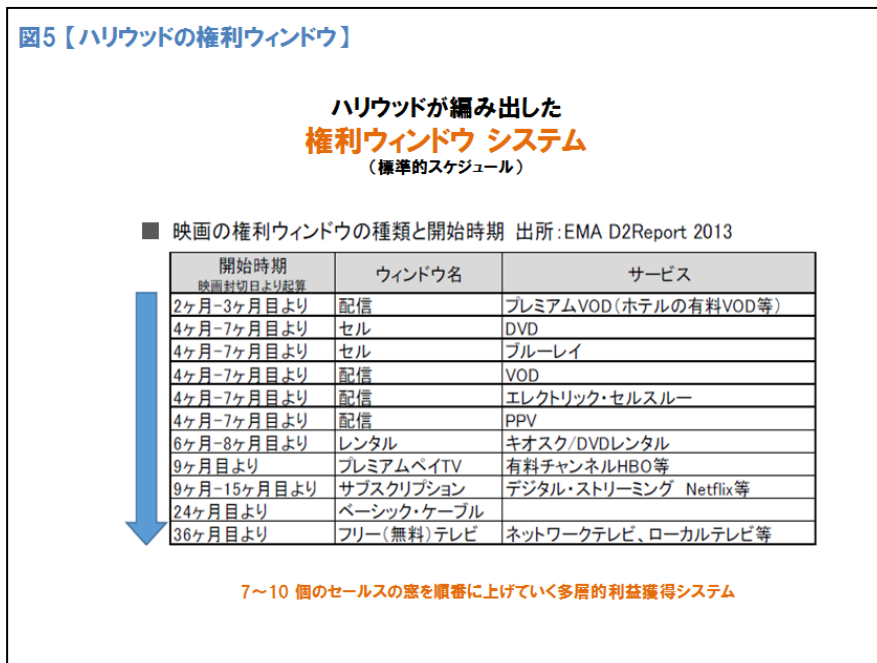 図5【ハリウッドの権利ウィンドウ】
ハリウッドが編み出した
権利ウィンドウ システム
（標準的スケジュール）
■ 映画の権利ウィンドウの種類と開始時期 出所：EMA D2Report 2013
開始時期 ウィンドウ名 サービス
映画封切日より起算
2ヶ月-3ヶ月目より 配信 プレミアムVOD（ホテルの有料VOD等）
4ヶ月-7ヶ月目より セル DVD
4ヶ月-7ヶ月目より セル ブルーレイ
4ヶ月-7ヶ月目より 配信 VOD
4ヶ月-7ヶ月目より 配信 エレクトリック・セルスルー
4ヶ月-7ヶ月目より 配信 PPV
6ヶ月-8ヶ月目より レンタル キオスク/DVDレンタル
9ヶ月目より プレミアムペイTV 有料チャンネルHBO等
9ヶ月-15ヶ月目より サブスクリプション デジタル・ストリーミング Netflix等
24ヶ月目より ベーシック・ケーブル
36ヶ月目より フリー（無料）テレビ ネットワークテレビ、ローカルテレビ等
7～10 個のセールスの窓を順番に上げていく多層的利益獲得システム